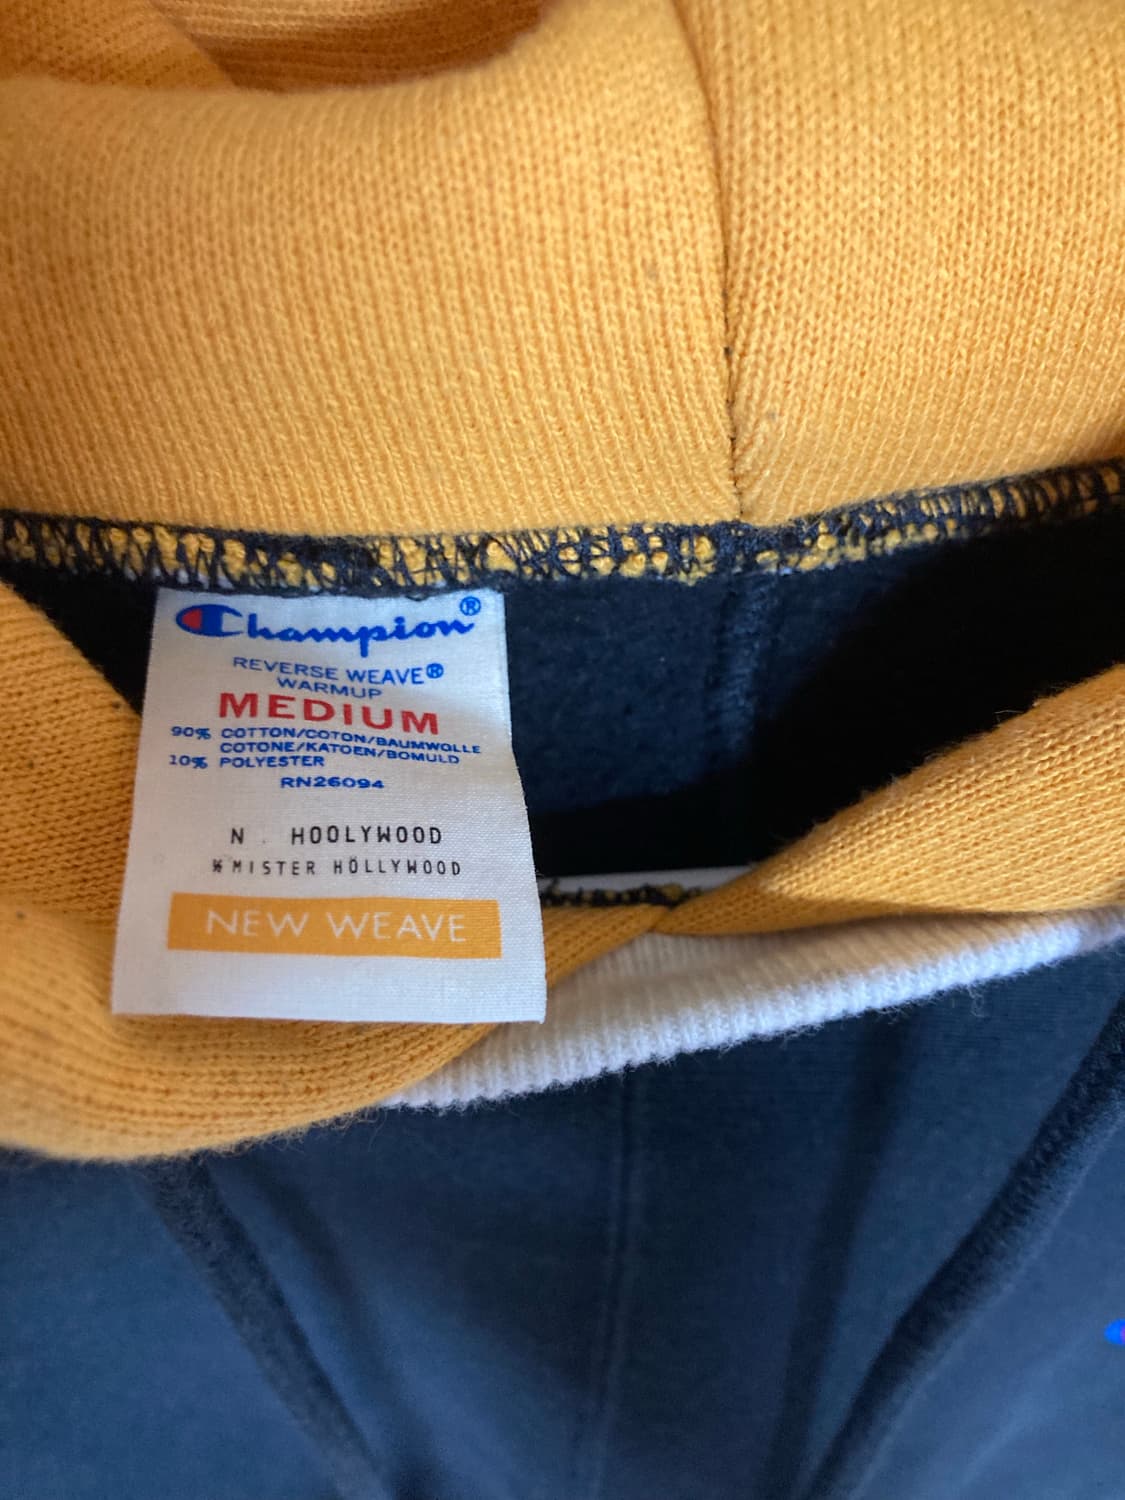 Champion®
REVERSE WEAVE®
WARMUP
MEDIUM
90% COTTON/COTON/BAUMWOLLE
COTONE/KATOEN/BOMULD
10% POLYESTER
RN26094
N . HOOLYWOOD
% MISTER HÖLLYWOOD
NEW WEAVE